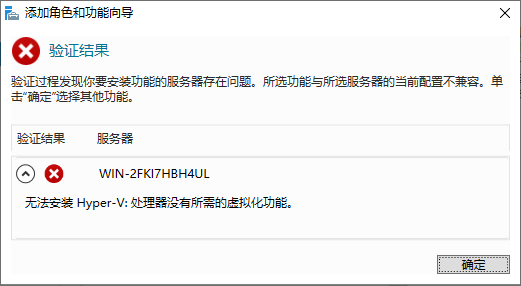 添加角色和功能向导
验证结果
验证过程发现你要安装功能的服务器存在问题。所选功能与所选服务器的当前配置不兼容。单
击“确定”选择其他功能。
验证结果 服务器
WIN-2FKI7HBH4UL
无法安装 Hyper-V: 处理器没有所需的虚拟化功能。
确定